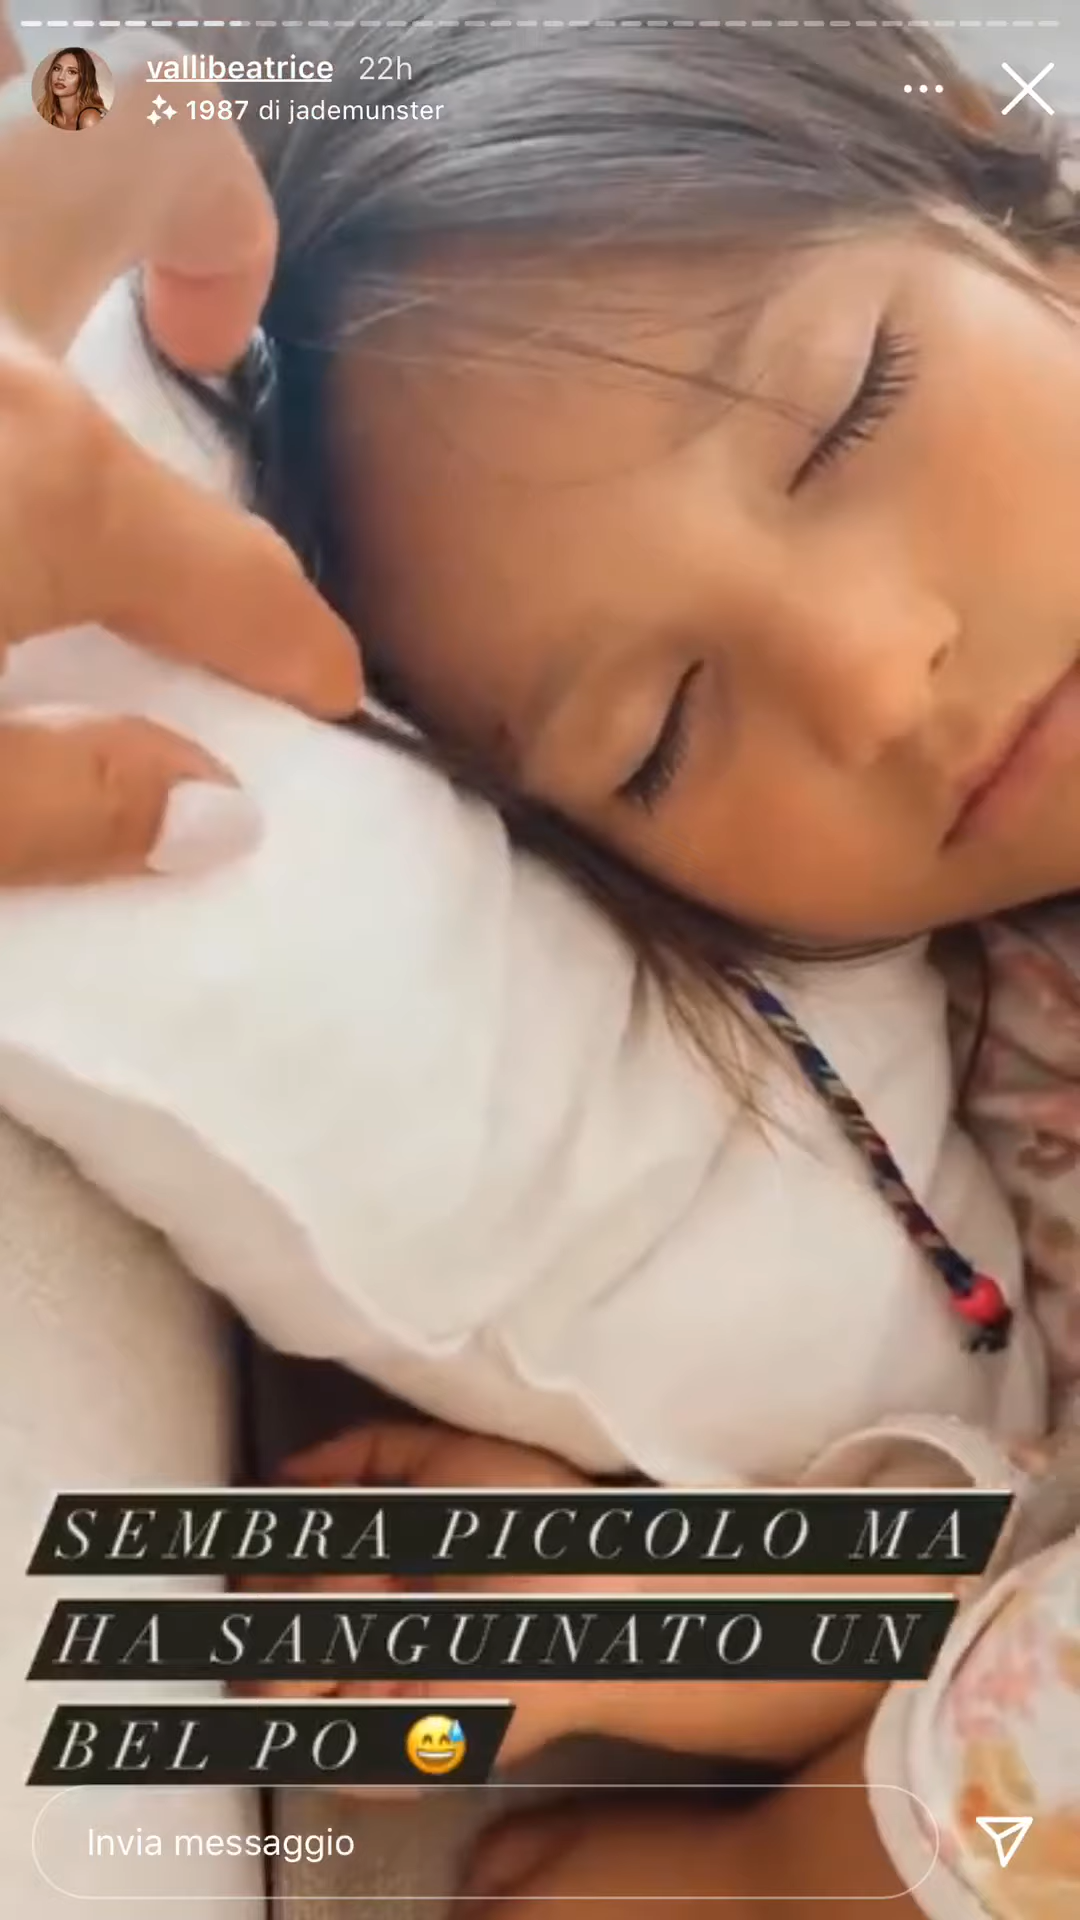 vallibeatrice 22h
1987 di jademunster
SEMBRA PICCOLO MA
HA SANGUINATO UN
BEL PO 😅
Invia messaggio